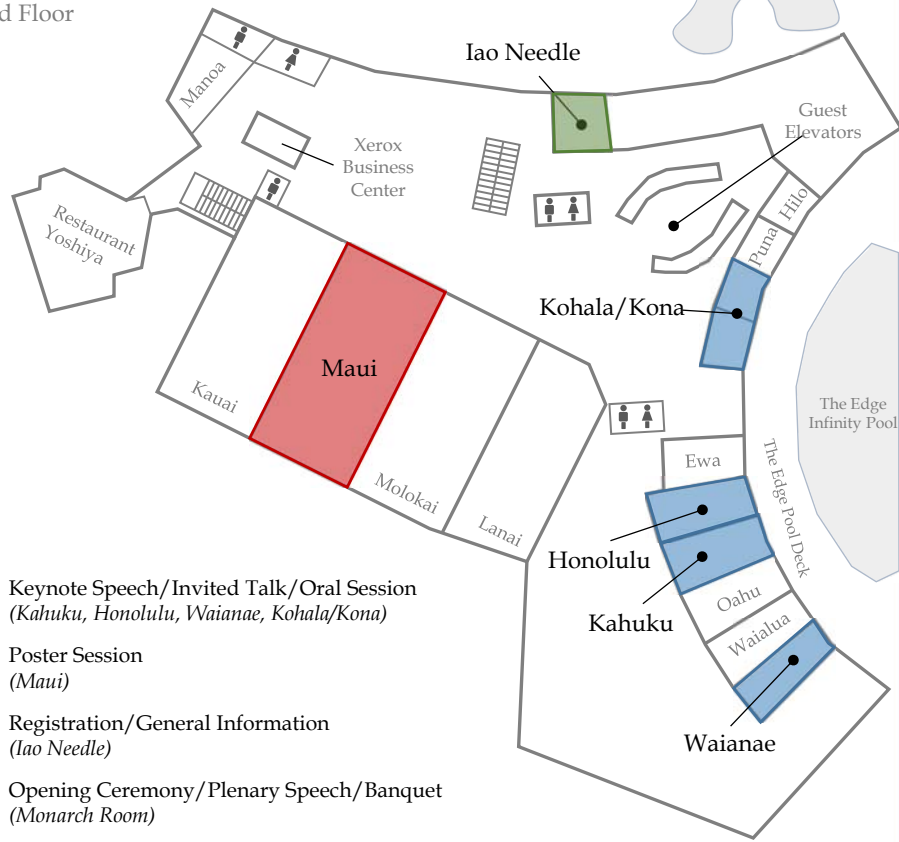 d Floor
Iao Needle
Manoa
Guest
Elevators
Xerox
Business
Center
Hilo
Restaurant
Yoshiya
Puna
Kohala/Kona
Maui
Kauai
The Edge
Infinity Pool
Ewa
The Edge Pool Deck
Molokai
Lanai
Honolulu
Keynote Speech/Invited Talk/Oral Session
(Kahuku, Honolulu, Waianae, Kohala/Kona)
Oahu
Kahuku
Waialua
Poster Session
(Maui)
Registration/General Information
(Iao Needle)
Waianae
Opening Ceremony/Plenary Speech/Banquet
(Monarch Room)